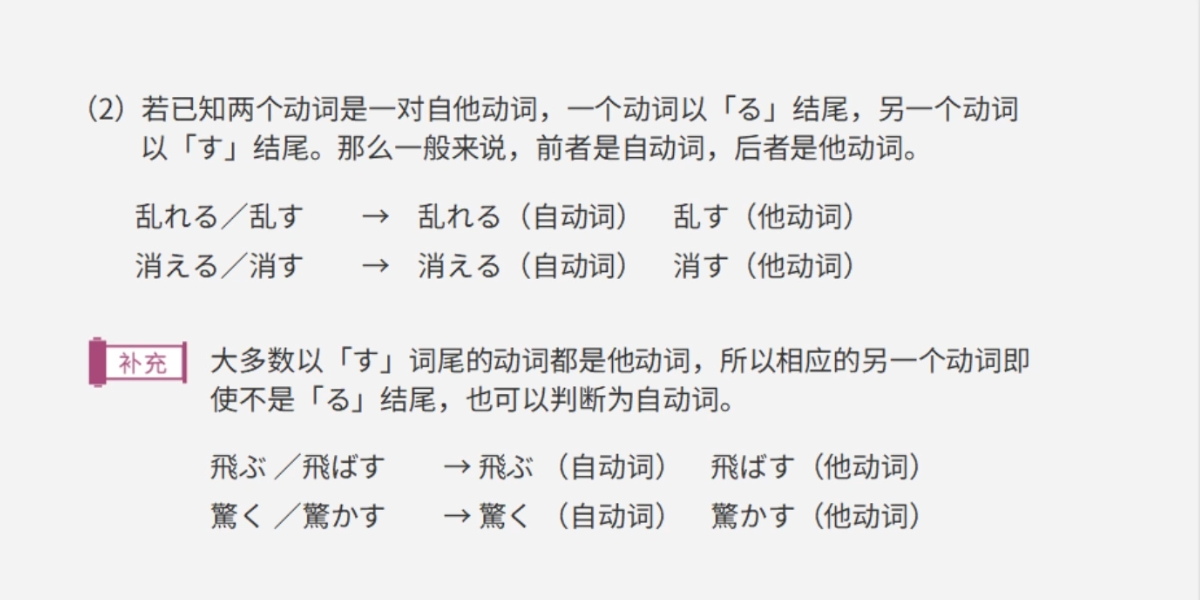 （2）若已知两个动词是一对自他动词，一个动词以「る」结尾，另一个动词
以「す」结尾。那么一般来说，前者是自动词，后者是他动词。
乱れる／乱す → 乱れる（自动词） 乱す（他动词）
消える／消す → 消える（自动词） 消す（他动词）
补充 大多数以「す」词尾的动词都是他动词，所以相应的另一个动词即
使不是「る」结尾，也可以判断为自动词。
飛ぶ ／飛ばす → 飛ぶ （自动词） 飛ばす（他动词）
驚く ／驚かす → 驚く （自动词） 驚かす（他动词）